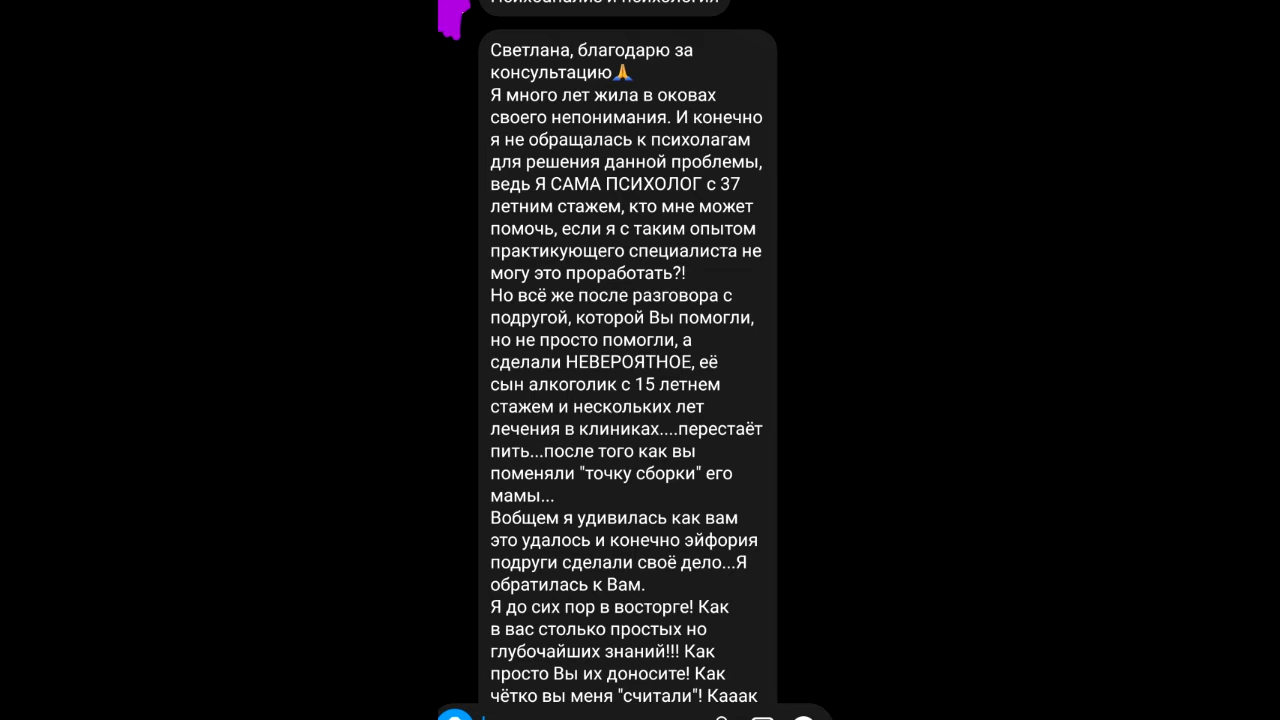 Психоанализ и психология
Светлана, благодарю за
консультацию🙏
Я много лет жила в оковах
своего непонимания. И конечно
я не обращалась к психолагам
для решения данной проблемы,
ведь Я САМА ПСИХОЛОГ с 37
летним стажем, кто мне может
помочь, если я с таким опытом
практикующего специалиста не
могу это проработать?!
Но всё же после разговора с
подругой, которой Вы помогли,
но не просто помогли, а
сделали НЕВЕРОЯТНОЕ, её
сын алкоголик с 15 летнем
стажем и нескольких лет
лечения в клиниках....перестаёт
пить...после того как вы
поменяли "точку сборки" его
мамы...
Вобщем я удивилась как вам
это удалось и конечно эйфория
подруги сделали своё дело...Я
обратилась к Вам.
Я до сих пор в восторге! Как
в вас столько простых но
глубочайших знаний!!! Как
просто Вы их доносите! Как
чётко вы меня "считали"! Кааак